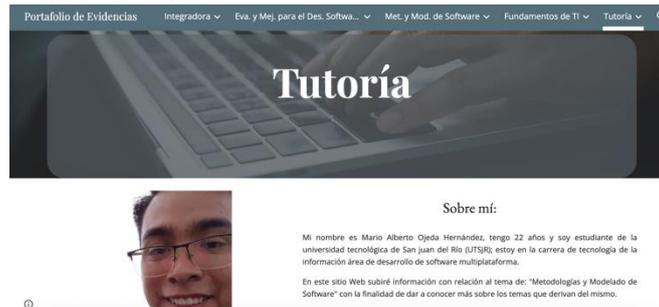 Portafolio de Evidencias
Integradora
Eva. y Mej. para el Des. Softwa...
Met. y Mod. de Software
Fundamentos de TI
Tutoría
Tutoría
Sobre mí:
Mi nombre es Mario Alberto Ojeda Hernández, tengo 22 años y soy estudiante de la
universidad tecnológica de San juan del Río (UTSJR); estoy en la carrera de tecnología de la
información área de desarrollo de software multiplataforma.
En este sitio Web subiré información con relación al tema de: "Metodologías y Modelado de
Software" con la finalidad de dar a conocer más sobre los temas que derivan del mismo.